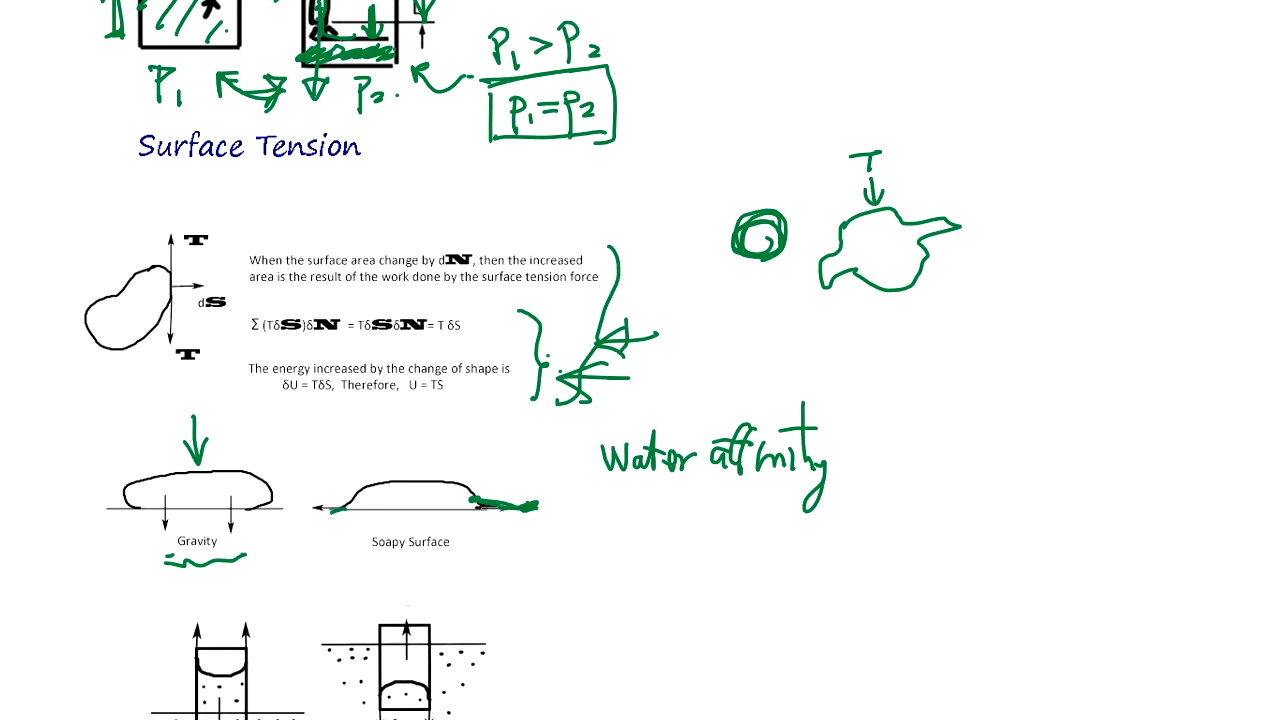 P1 > P2
P1 P2. P1 = P2
Surface Tension
T
T
When the surface area change by dN, then the increased
area is the result of the work done by the surface tension force
dS
Σ (TδS)δN = TδSδN= T δS
T
The energy increased by the change of shape is
δU = TδS, Therefore, U = TS
Water affinity
Gravity
Soapy Surface